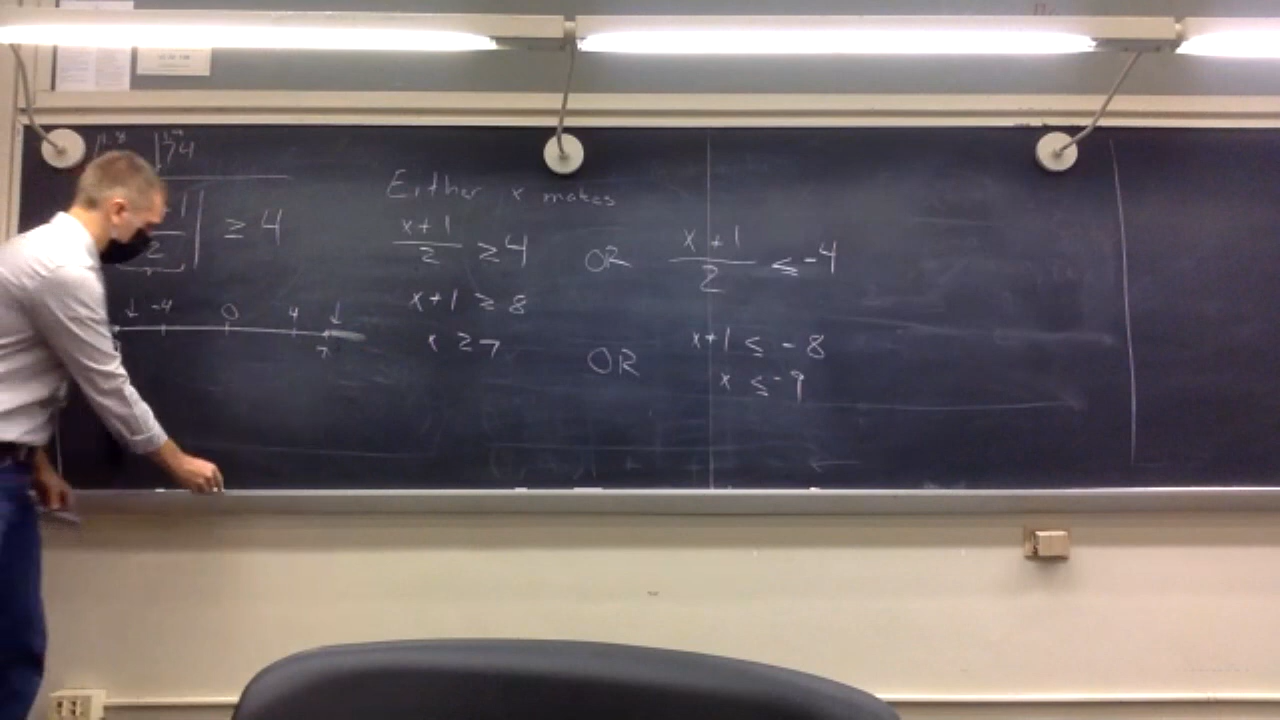 1
2
≥ 4
↓ -4 0 4 ↓
7
Either x makes
x+1
2
≥ 4
OR
x+1
2
≤ -4
x+1 ≥ 8
x ≥ 7
OR
x+1 ≤ -8
x ≤ -9